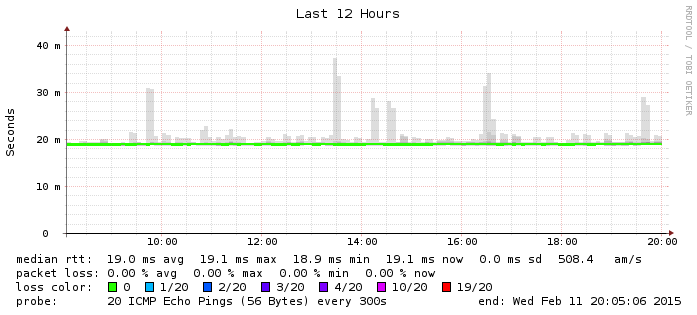 Last 12 Hours
RRDTOOL / TOBI OETIKER
Seconds
40 m
30 m
20 m
10 m
0
10:00 12:00 14:00 16:00 18:00 20:00
median rtt: 19.0 ms avg 19.1 ms max 18.9 ms min 19.1 ms now 0.0 ms sd 508.4 am/s
packet loss: 0.00 % avg 0.00 % max 0.00 % min 0.00 % now
loss color: 0 1/20 2/20 3/20 4/20 10/20 19/20
probe: 20 ICMP Echo Pings (56 Bytes) every 300s end: Wed Feb 11 20:05:06 2015